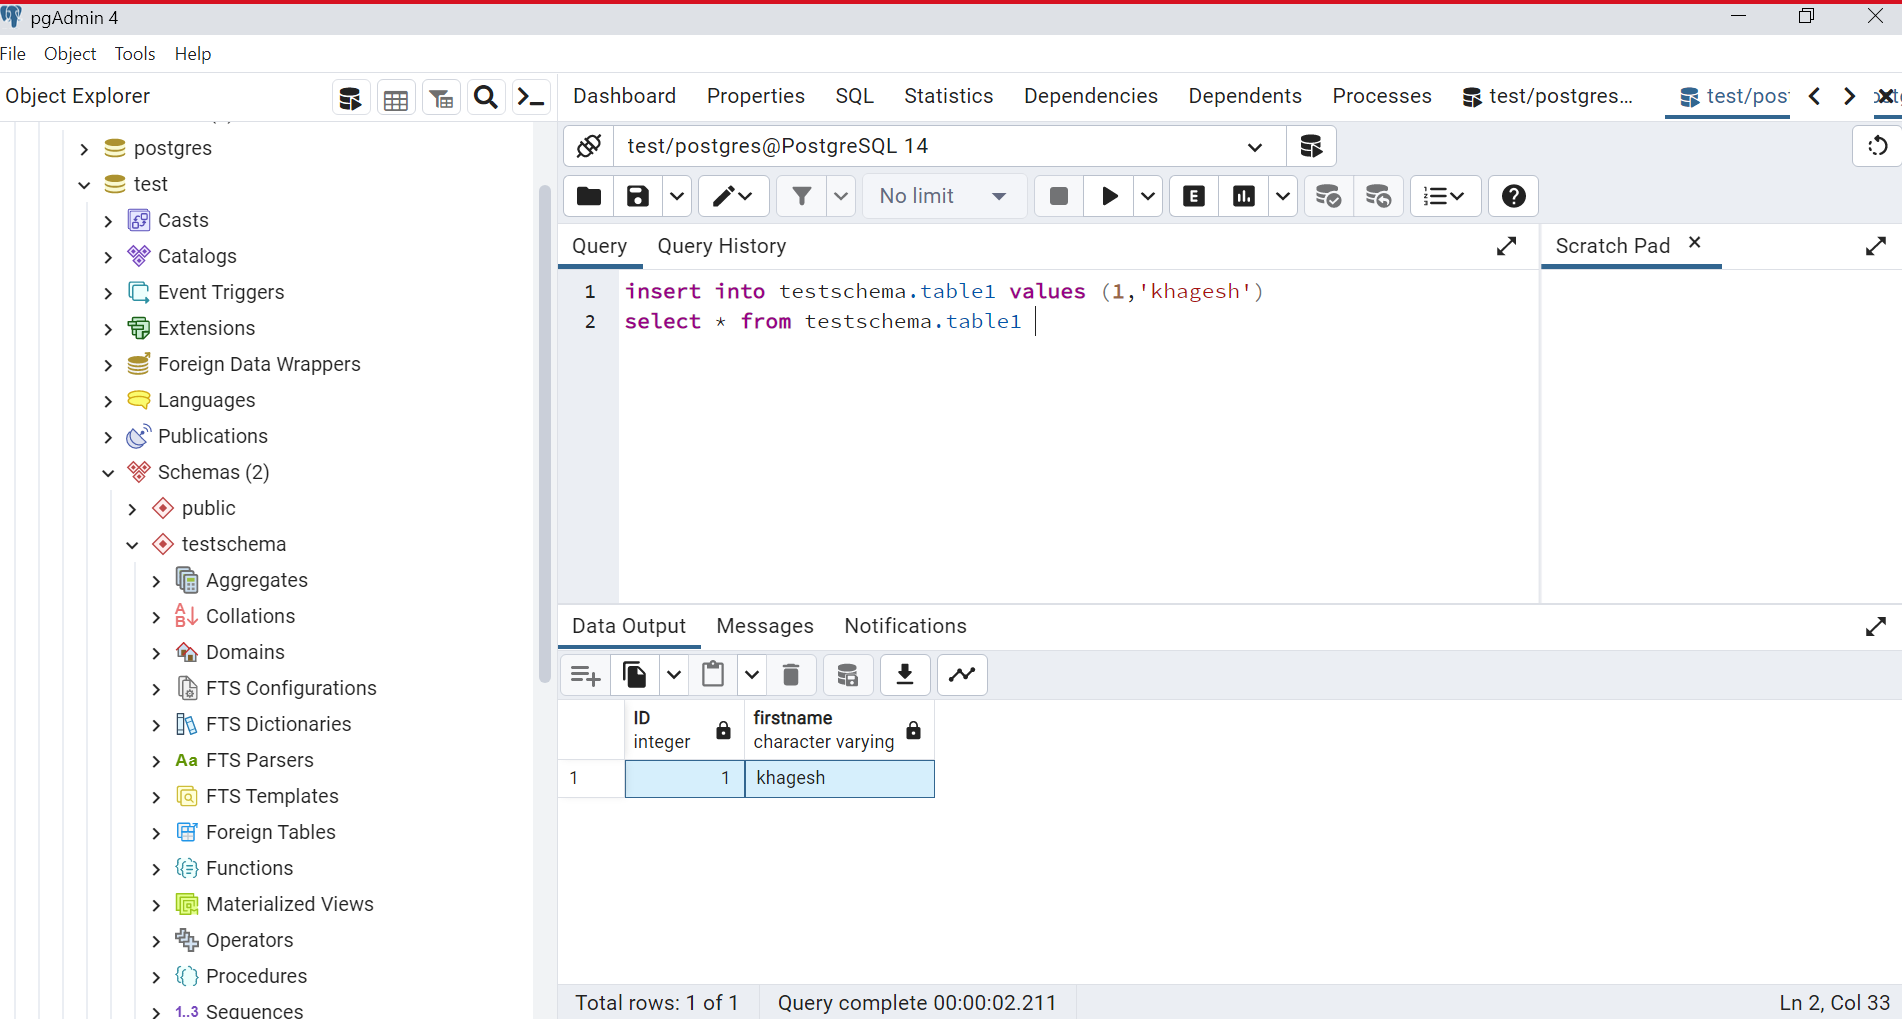 pgAdmin 4
File Object Tools Help
Object Explorer
Dashboard Properties SQL Statistics Dependencies Dependents Processes test/postgres... test/pos
postgres
test
Casts
Catalogs
Event Triggers
Extensions
Foreign Data Wrappers
Languages
Publications
Schemas (2)
public
testschema
Aggregates
Collations
Domains
FTS Configurations
FTS Dictionaries
Aa FTS Parsers
FTS Templates
Foreign Tables
Functions
Materialized Views
Operators
Procedures
1..3 Sequences
test/postgres@PostgreSQL 14
No limit
E
Query Query History
Scratch Pad
1 insert into testschema.table1 values (1,'khagesh')
2 select * from testschema.table1
Data Output Messages Notifications
ID firstname
integer character varying
1 1 khagesh
Total rows: 1 of 1 Query complete 00:00:02.211 Ln 2, Col 33